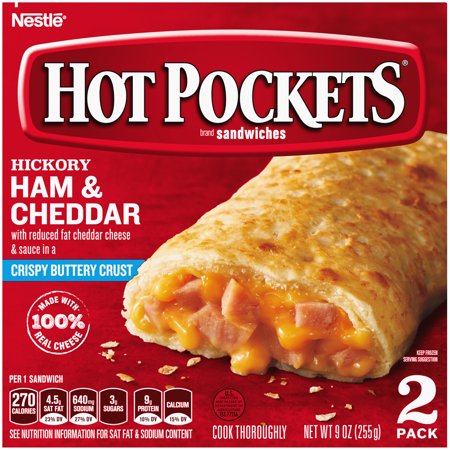 Nestlé
HOT POCKETS®
brand sandwiches
HICKORY
HAM &
CHEDDAR
with reduced fat cheddar cheese
& sauce in a
CRISPY BUTTERY CRUST
MADE WITH
100%
REAL CHEESE
KEEP FROZEN
SERVING SUGGESTION
PER 1 SANDWICH
270
CALORIES
4.5g
SAT FAT
23% DV
640mg
SODIUM
27% DV
3g
SUGARS
9g
PROTEIN
10% DV
CALCIUM
15% DV
SEE NUTRITION INFORMATION FOR SAT FAT & SODIUM CONTENT
COOK THOROUGHLY
NET WT 9 OZ (255g)
2
PACK